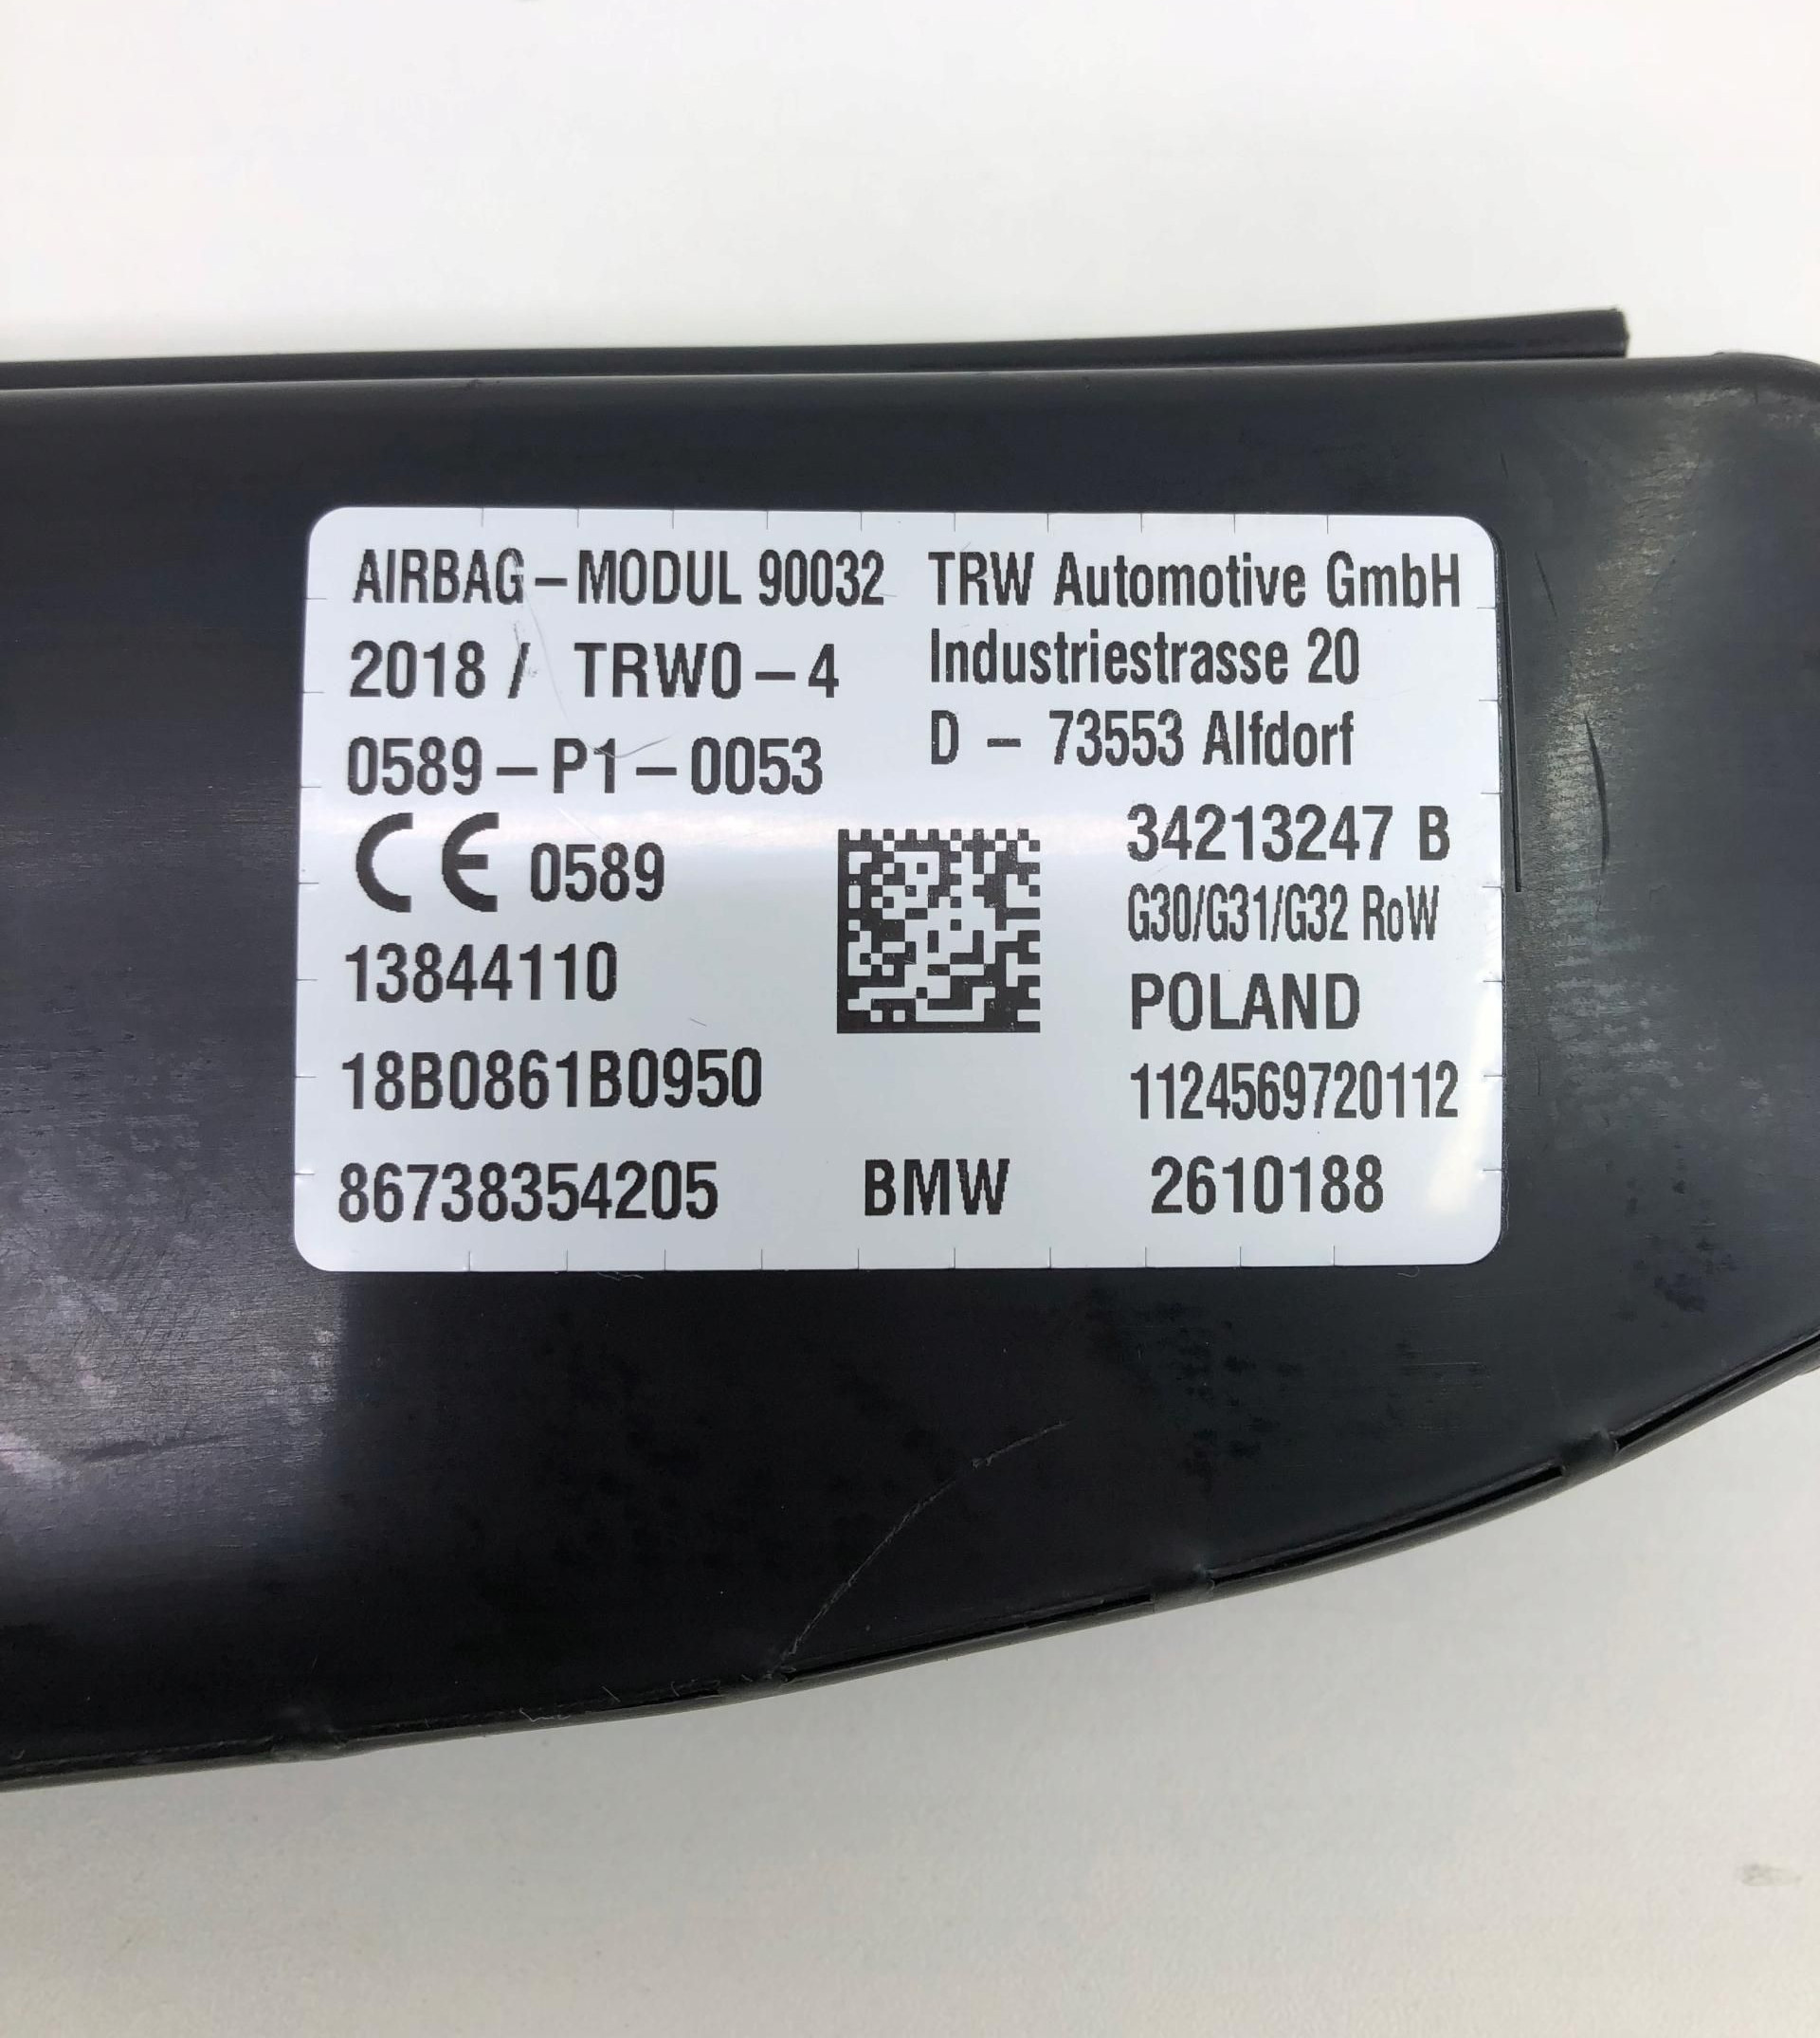 AIRBAG-MODUL 90032
2018 / TRW0-4
0589-P1-0053
CE 0589
13844110
18B0861B0950
86738354205
TRW Automotive GmbH
Industriestrasse 20
D - 73553 Alfdorf
34213247 B
G30/G31/G32 RoW
POLAND
1124569720112
BMW 2610188